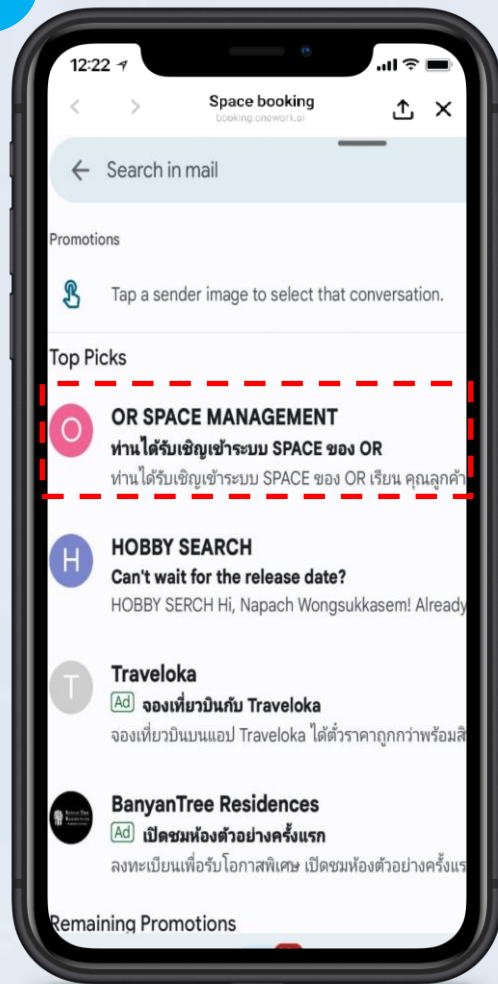 12:22
Space booking
booking.onework.ai
Search in mail
Promotions
Tap a sender image to select that conversation.
Top Picks
O
OR SPACE MANAGEMENT
ท่านได้รับเชิญเข้าระบบ SPACE ของ OR
ท่านได้รับเชิญเข้าระบบ SPACE ของ OR เรียน คุณลูกค้า
H
HOBBY SEARCH
Can't wait for the release date?
HOBBY SERCH Hi, Napach Wongsukkasem! Already
T
Traveloka
Ad จองเที่ยวบินกับ Traveloka
จองเที่ยวบินบนแอป Traveloka ได้ตั๋วราคาถูกกว่าพร้อมสิ
BanyanTree Residences
Ad เปิดชมห้องตัวอย่างครั้งแรก
ลงทะเบียนเพื่อรับโอกาสพิเศษ เปิดชมห้องตัวอย่างครั้งแร
Remaining Promotions